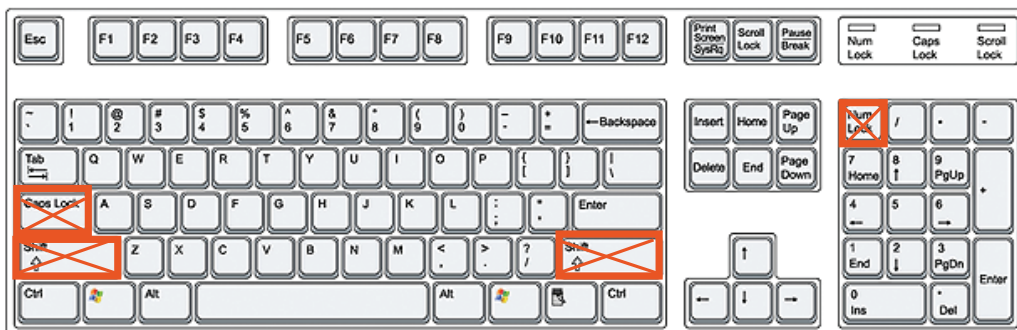 Esc F1 F2 F3 F4 F5 F6 F7 F8 F9 F10 F11 F12 Print Screen SysRq Scroll Lock Pause Break Num Lock Caps Lock Scroll Lock
~ ` ! 1 @ 2 # 3 $ 4 % 5 ^ 6 & 7 * 8 ( 9 ) 0 - - + = ←Backspace Insert Home Page Up Num Lock / • -
Tab Q W E R T Y U I O P { [ } ] | \ Delete End Page Down 7 Home 8 ↑ 9 PgUp +
Caps Lock A S D F G H J K L : ; " ' Enter 4 ← 5 6 →
Shift ⇧ Z X C V B N M < , > . ? / Shift ⇧ ↑ 1 End 2 ↓ 3 PgDn Enter
Ctrl Alt Alt Ctrl ← ↓ → 0 Ins • Del